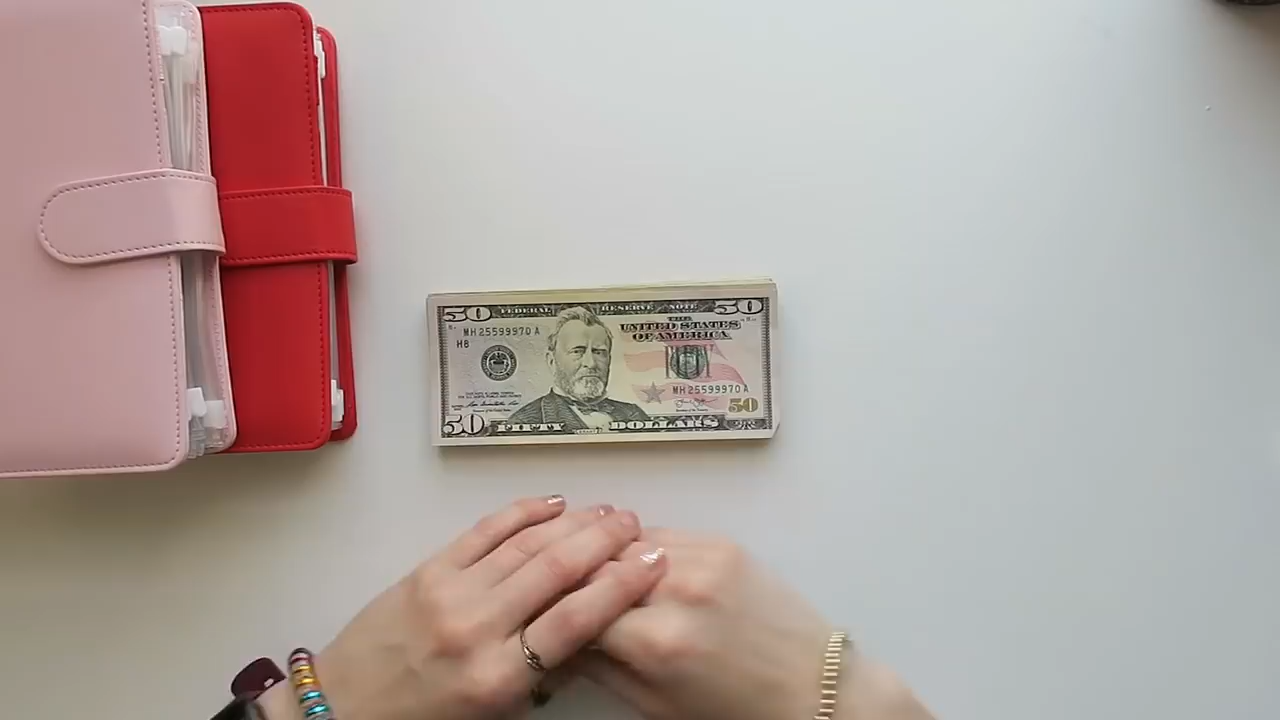 50 FEDERAL RESERVE NOTE 50
THE
UNITED STATES
OF AMERICA
MH 25599970 A
H8
MH 25599970 A
50
50 FIFTY DOLLARS